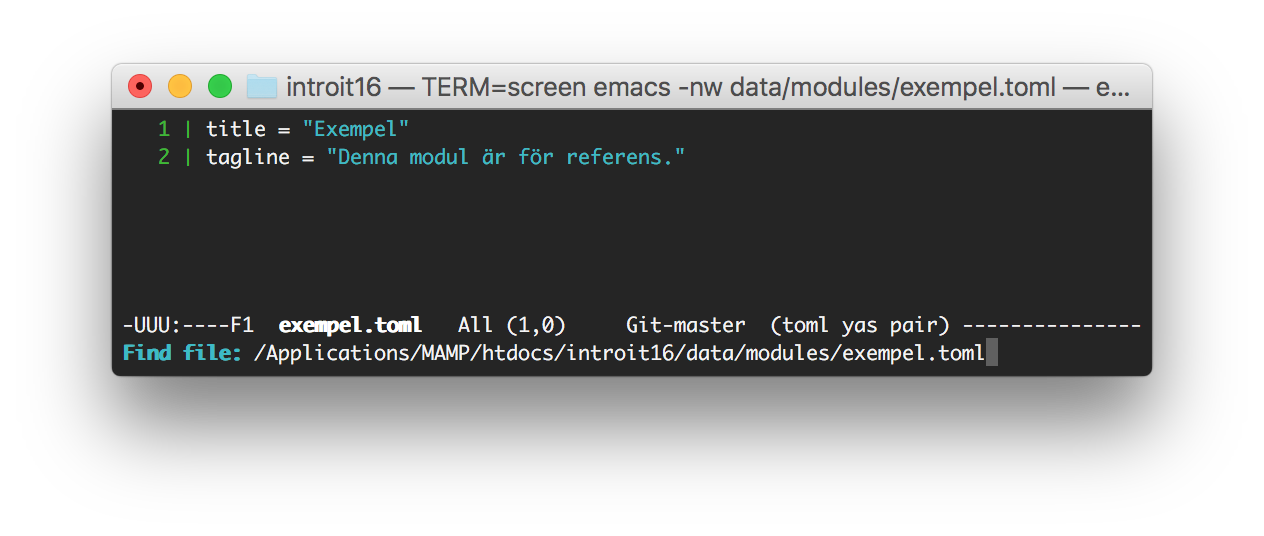 introit16 — TERM=screen emacs -nw data/modules/exempel.toml — e...
1 | title = "Exempel"
2 | tagline = "Denna modul är för referens."
-UUU:----F1  exempel.toml   All (1,0)     Git-master  (toml yas pair) ---------------
Find file: /Applications/MAMP/htdocs/introit16/data/modules/exempel.toml